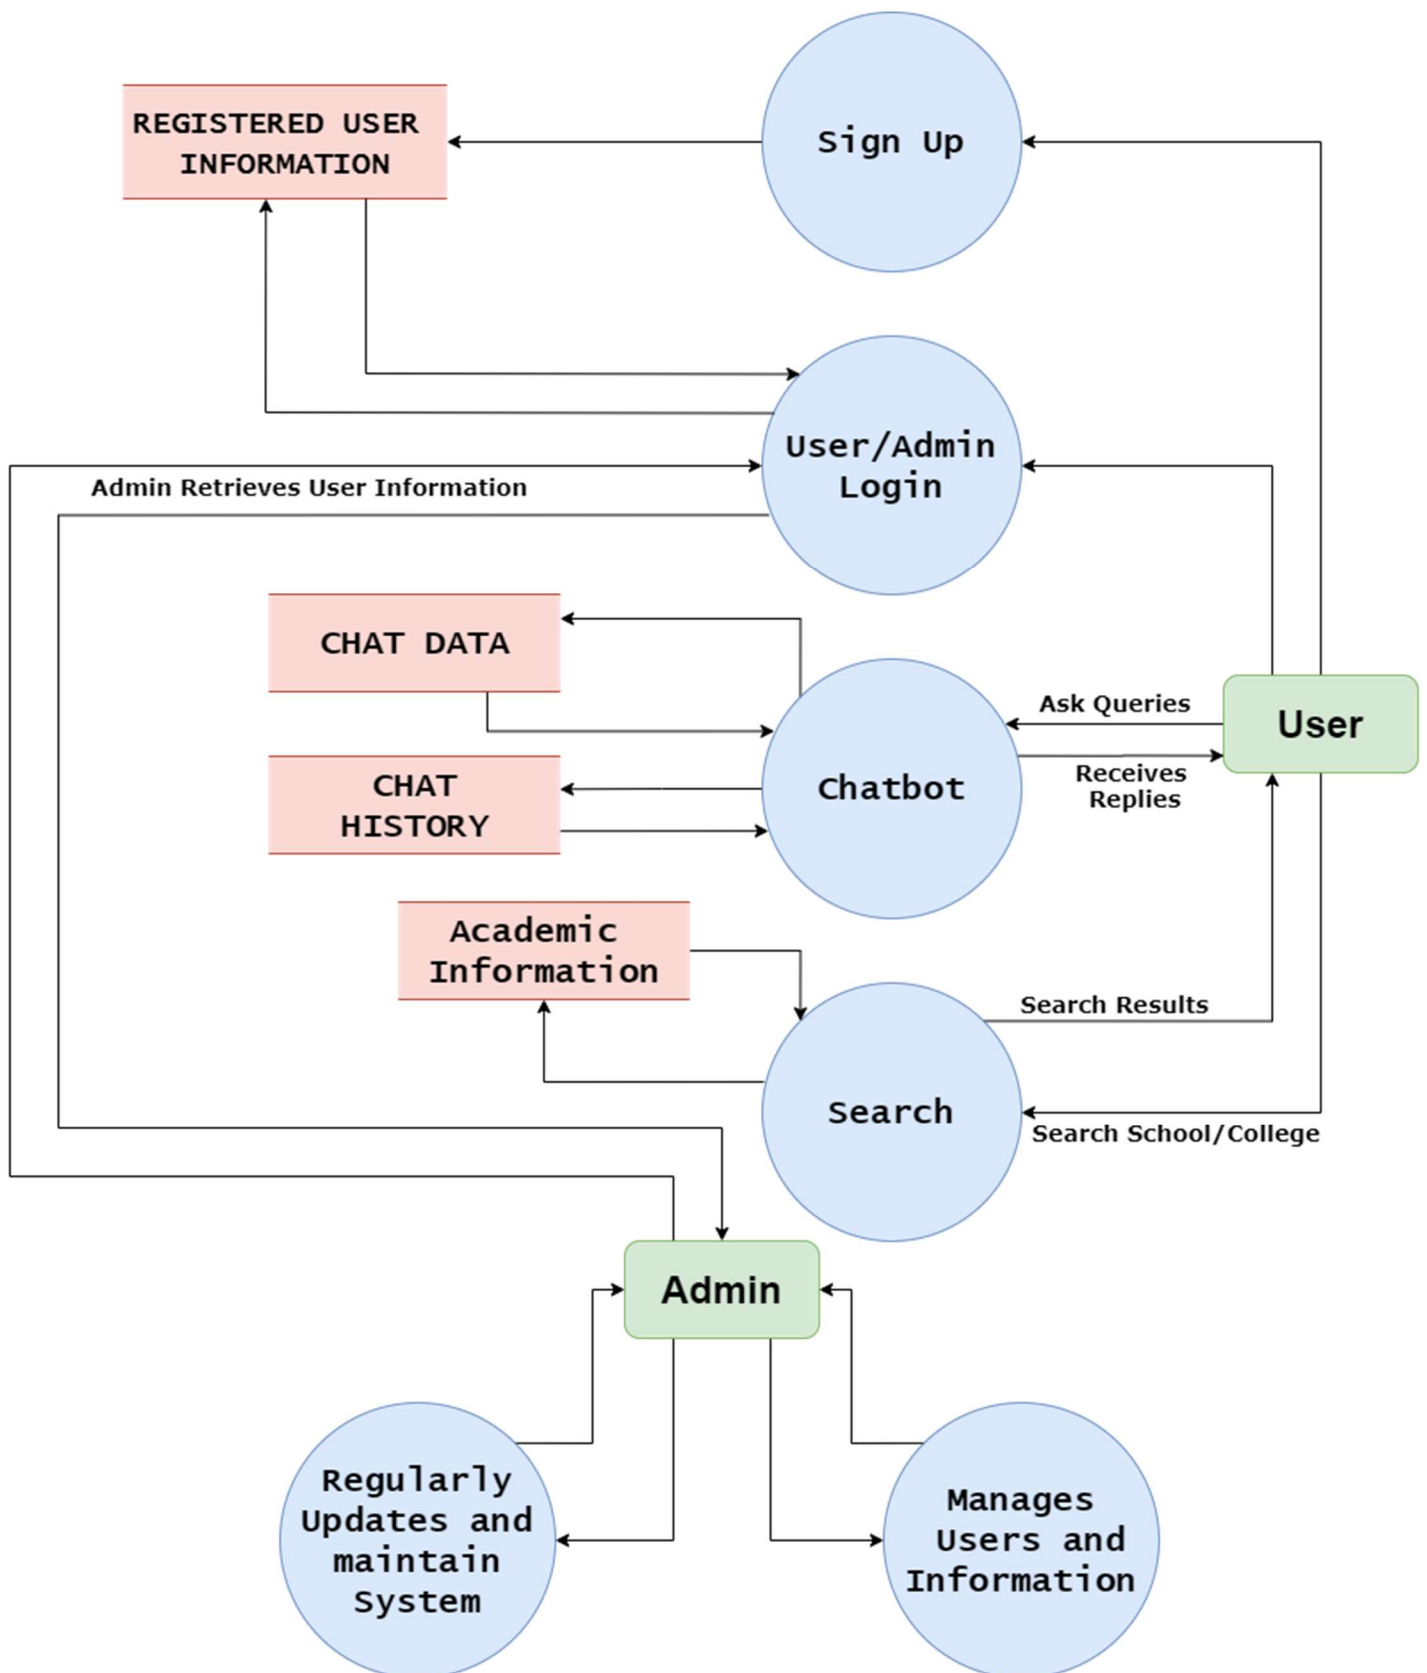 REGISTERED USER
INFORMATION
Sign Up
User/Admin
Login
Admin Retrieves User Information
CHAT DATA
Ask Queries
User
Receives
Replies
CHAT
HISTORY
Chatbot
Academic
Information
Search Results
Search
Search School/College
Admin
Regularly
Updates and
maintain
System
Manages
Users and
Information